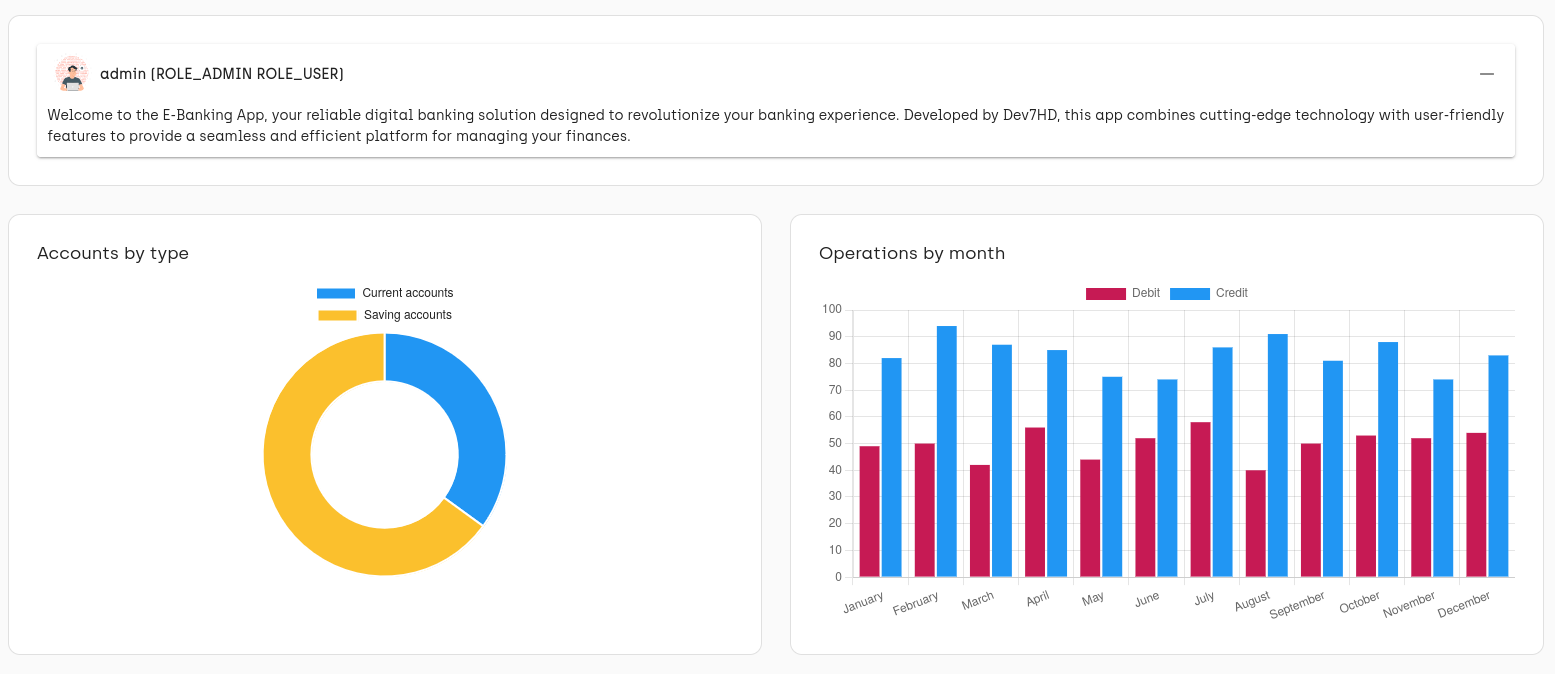 admin (ROLE_ADMIN ROLE_USER)
Welcome to the E-Banking App, your reliable digital banking solution designed to revolutionize your banking experience. Developed by Dev7HD, this app combines cutting-edge technology with user-friendly
features to provide a seamless and efficient platform for managing your finances.
Accounts by type
Current accounts
Saving accounts
Operations by month
Debit Credit
100
90
80
70
60
50
40
30
20
10
0
January February March April May June July August September October November December